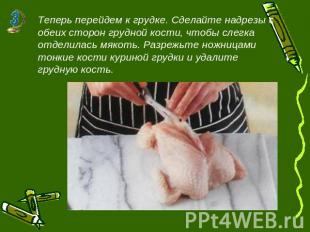 3
Теперь перейдем к грудке. Сделайте надрезы с
обеих сторон грудной кости, чтобы слегка
отделилась мякоть. Разрежьте ножницами
тонкие кости куриной грудки и удалите
грудную кость.
PPt4WEB.ru